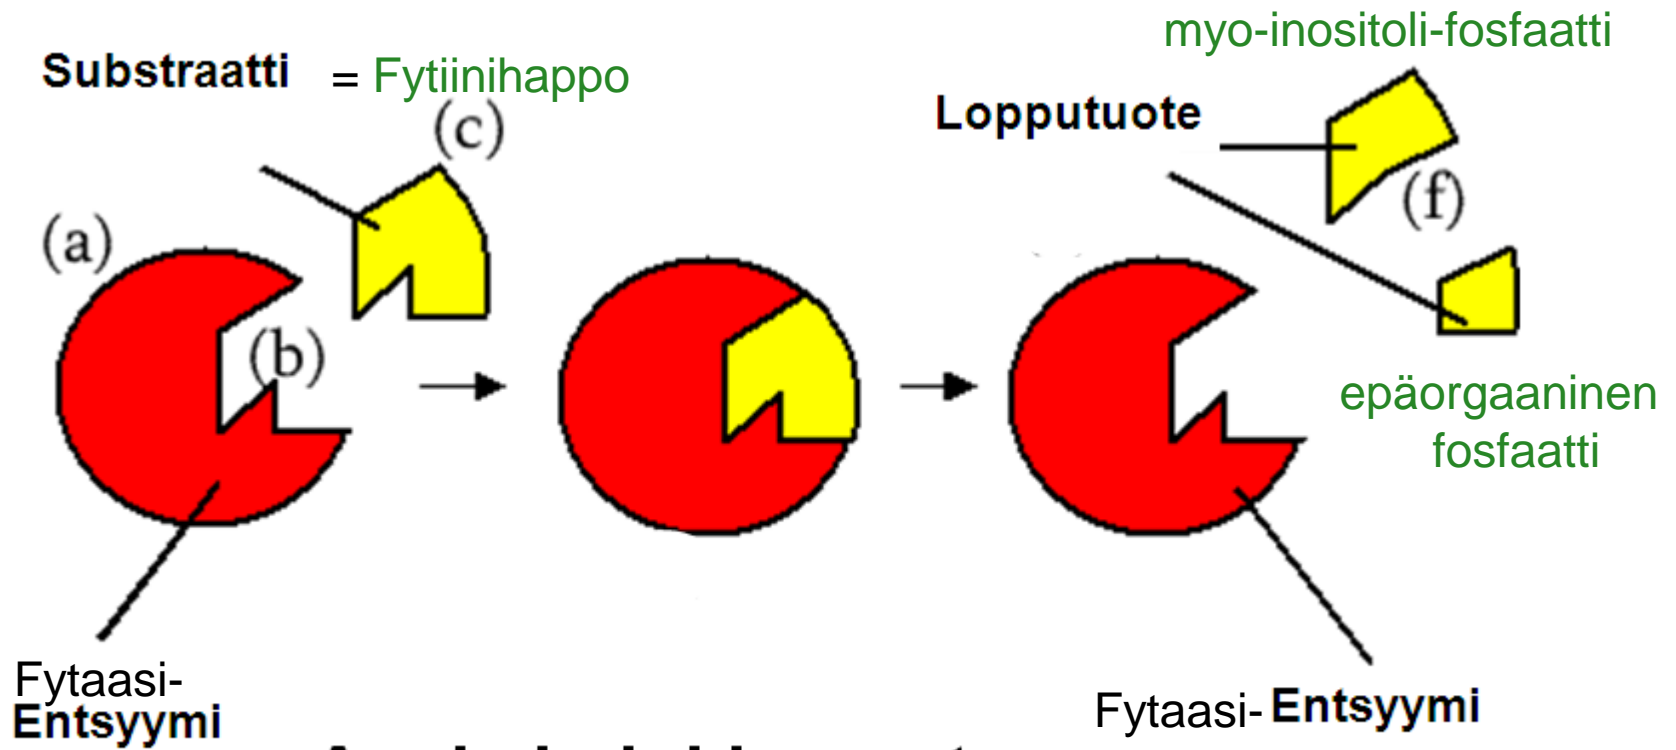 myo-inositoli-fosfaatti
Substraatti = Fytiinihappo
(c)
Lopputuote
(f)
(a)
(b)
epäorgaaninen
fosfaatti
Fytaasi-
Entsyymi
Fytaasi-Entsyymi